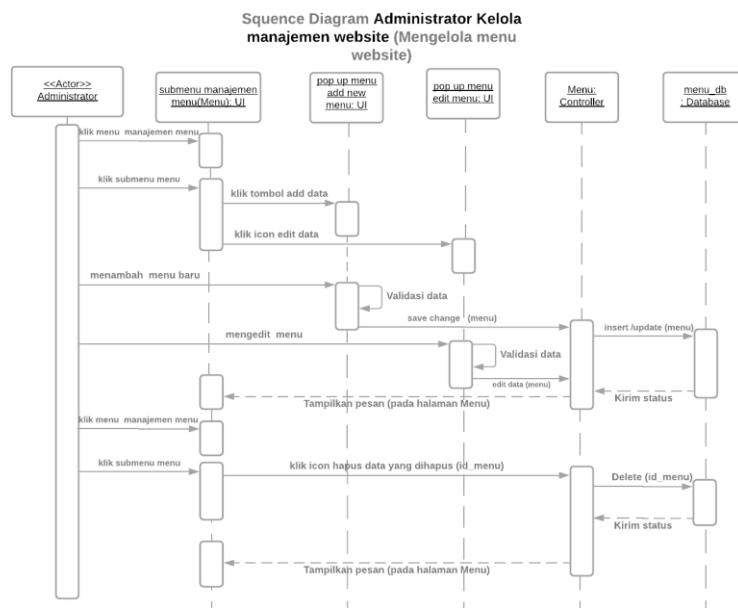 Squence Diagram Administrator Kelola
manajemen website (Mengelola menu
website)
<<Actor>>
Administrator
submenu manajemen
menu(Menu): UI
pop up menu
add new
menu: UI
pop up menu
edit menu: UI
Menu:
Controller
menu_db
: Database
klik menu manajemen menu
klik submenu menu
klik tombol add data
klik icon edit data
menambah menu baru
Validasi data
save change (menu)
insert /update (menu)
mengedit menu
Validasi data
edit data (menu)
Kirim status
Tampilkan pesan (pada halaman Menu)
klik menu manajemen menu
klik submenu menu
klik icon hapus data yang dihapus (id_menu)
Delete (id_menu)
Kirim status
Tampilkan pesan (pada halaman Menu)